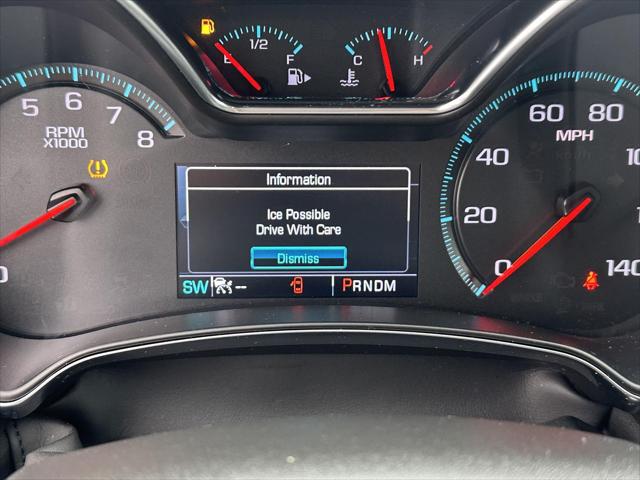 E 1/2 F
C H
5 6 7 8
RPM
X1000
0
Information
Ice Possible
Drive With Care
Dismiss
SW -- PRNDM
0 20 40 60 80
MPH
140